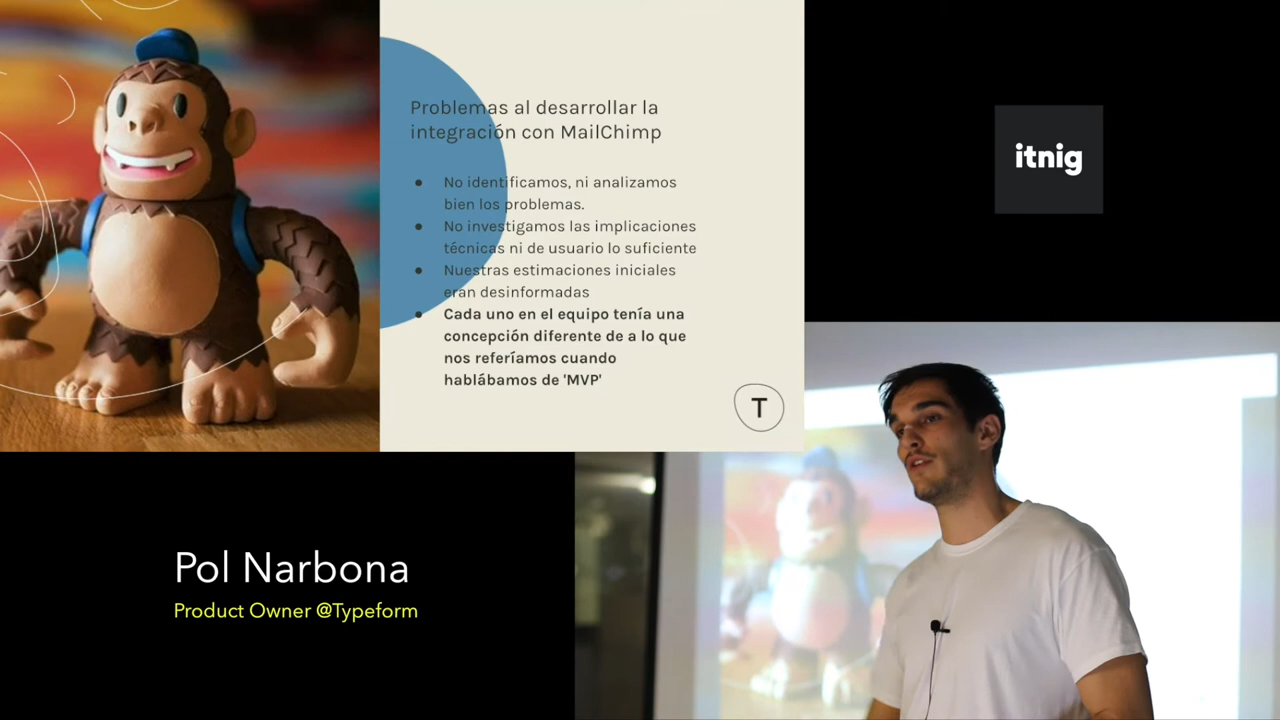 Problemas al desarrollar la
integración con MailChimp
● No identificamos, ni analizamos
bien los problemas.
● No investigamos las implicaciones
técnicas ni de usuario lo suficiente
● Nuestras estimaciones iniciales
eran desinformadas
● Cada uno en el equipo tenía una
concepción diferente de a lo que
nos referíamos cuando
hablábamos de 'MVP'
T
itnig
Pol Narbona
Product Owner @Typeform